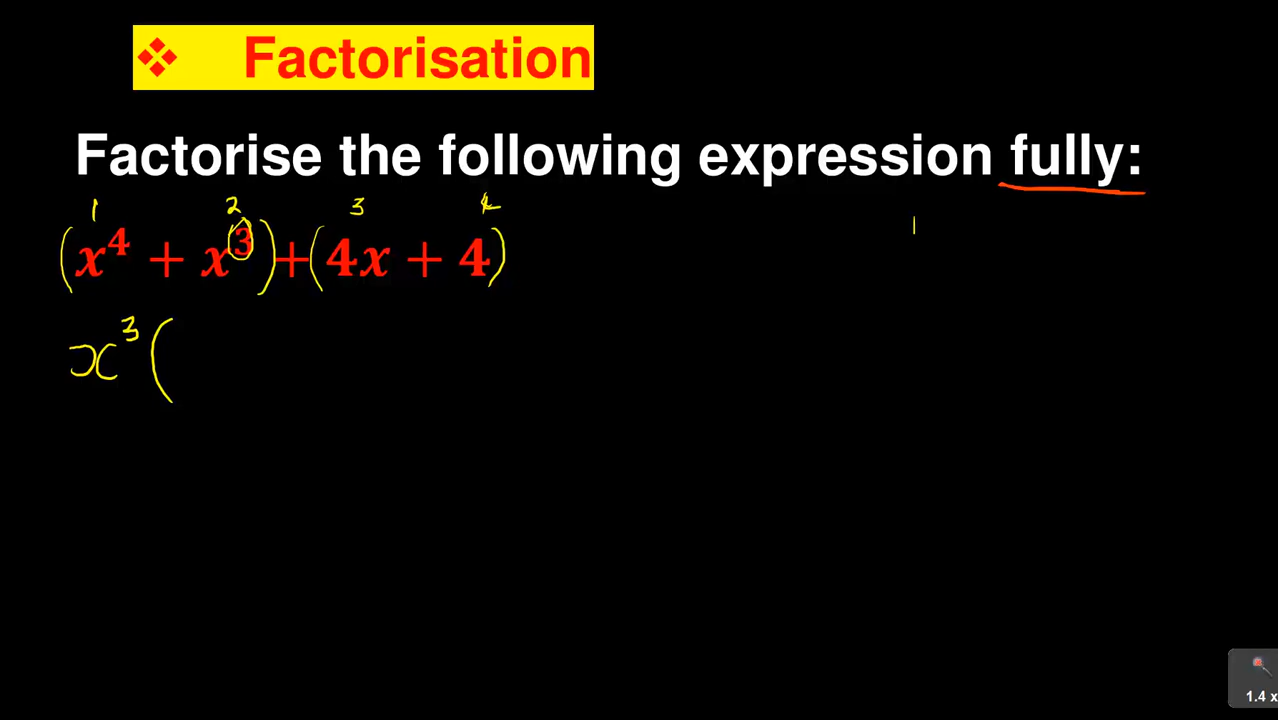 ❖ Factorisation
Factorise the following expression fully:
1 2 3 4
(x⁴ + x³) + (4x + 4)
x³(
1.4 x